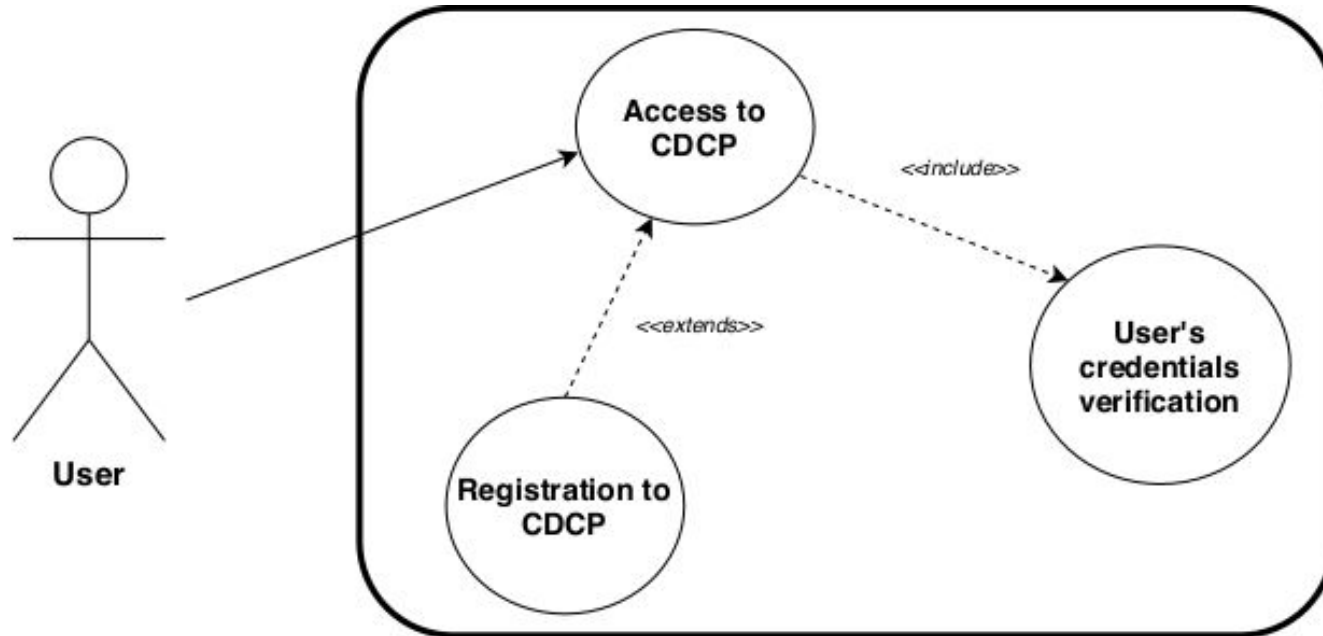 Access to
CDCP
<<include>>
<<extends>>
User's
credentials
verification
User
Registration to
CDCP